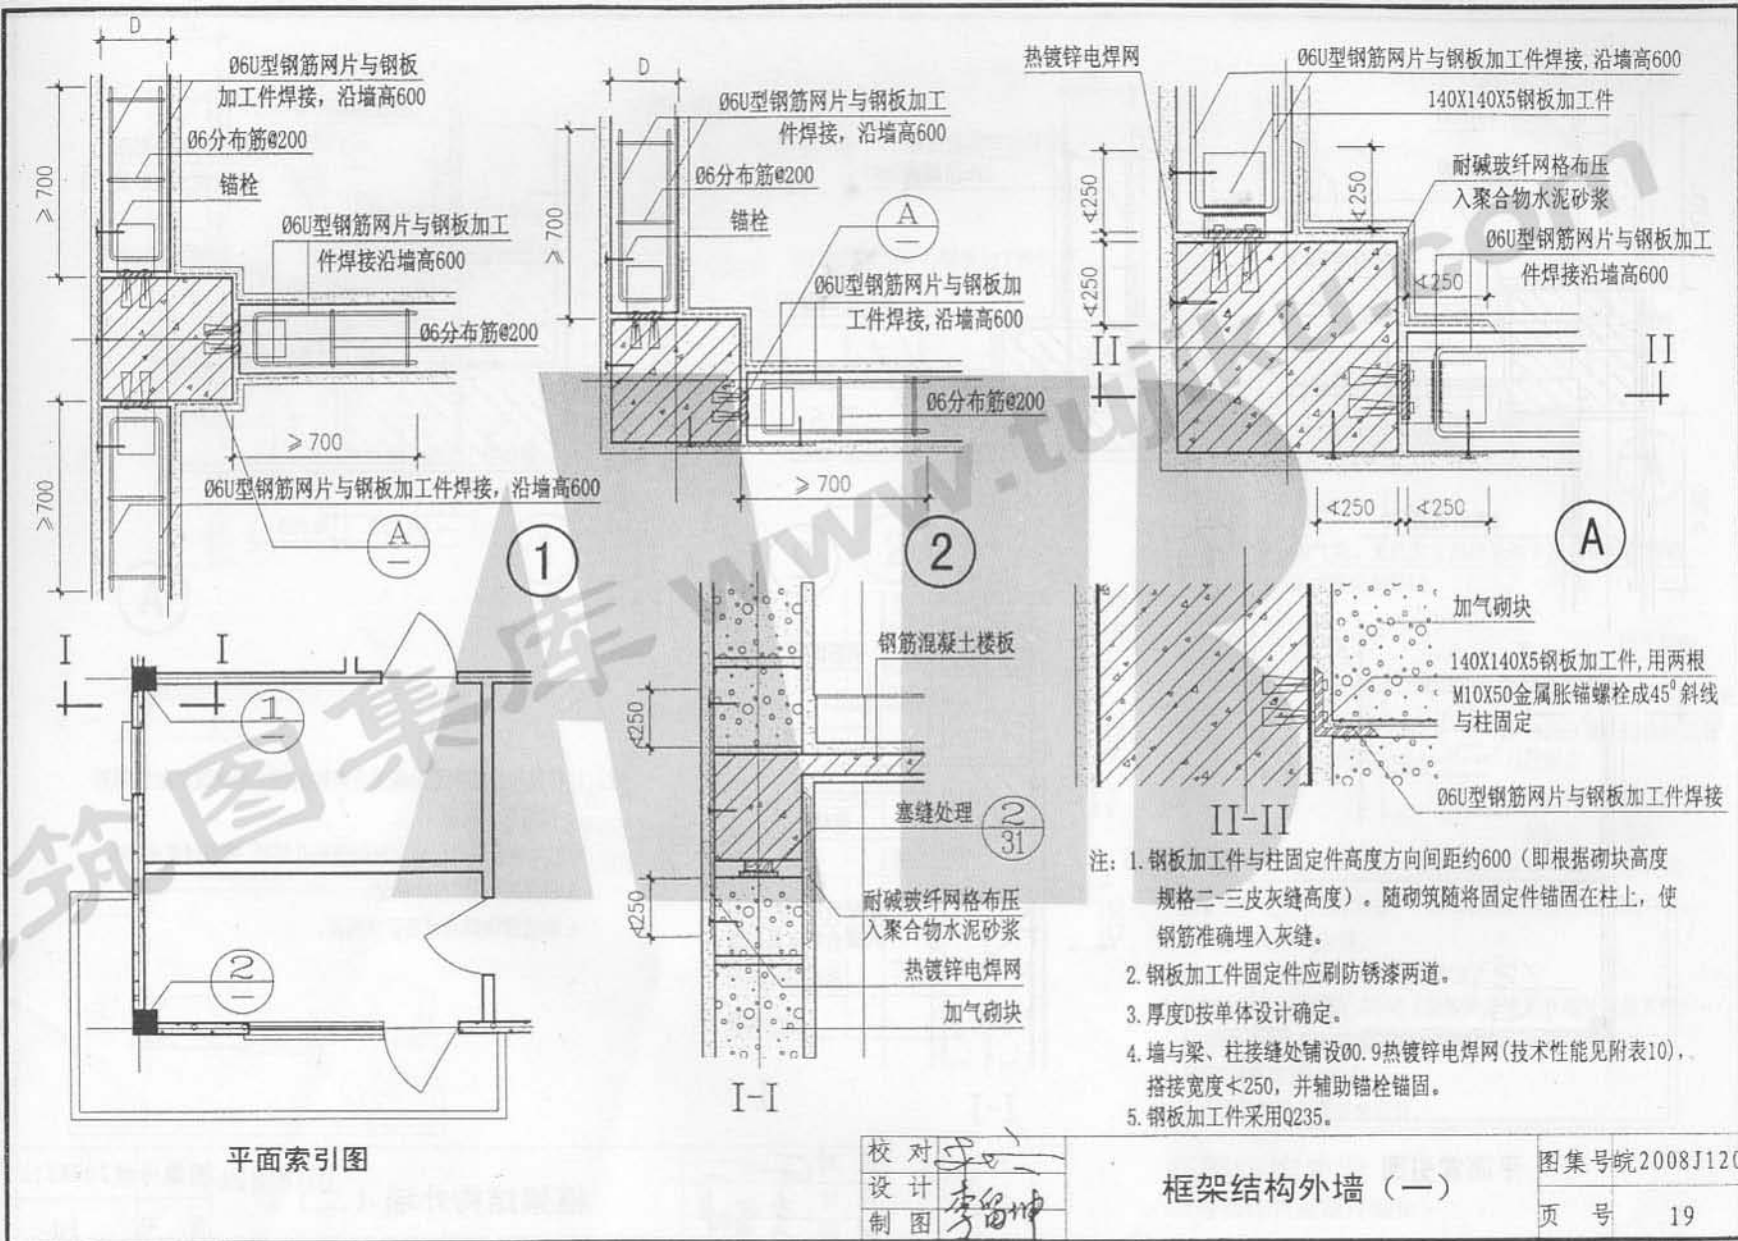 D
Ø6U型钢筋网片与钢板
加工件焊接，沿墙高600
Ø6分布筋@200
锚栓
≥700
Ø6U型钢筋网片与钢板加工
件焊接沿墙高600
Ø6分布筋@200
≥700
≥700
Ø6U型钢筋网片与钢板加工件焊接，沿墙高600
A
1
D
Ø6U型钢筋网片与钢板加工
件焊接，沿墙高600
Ø6分布筋@200
锚栓
≥700
A
Ø6U型钢筋网片与钢板加
工件焊接,沿墙高600
Ø6分布筋@200
≥700
2
热镀锌电焊网
Ø6U型钢筋网片与钢板加工件焊接,沿墙高600
140X140X5钢板加工件
耐碱玻纤网格布压
入聚合物水泥砂浆
Ø6U型钢筋网片与钢板加工
件焊接沿墙高600
≮250
≮250
≮250
≮250
II
II
≮250
≮250
A
I
I
1
2
平面索引图
钢筋混凝土楼板
≮250
塞缝处理
2
31
≮250
耐碱玻纤网格布压
入聚合物水泥砂浆
热镀锌电焊网
加气砌块
I-I
加气砌块
140X140X5钢板加工件,用两根
M10X50金属胀锚螺栓成45°斜线
与柱固定
Ø6U型钢筋网片与钢板加工件焊接
II-II
注: 1.钢板加工件与柱固定件高度方向间距约600（即根据砌块高度
规格二-三皮灰缝高度）。随砌筑随将固定件锚固在柱上，使
钢筋准确埋入灰缝。
2.钢板加工件固定件应刷防锈漆两道。
3.厚度D按单体设计确定。
4.墙与梁、柱接缝处铺设Ø0.9热镀锌电焊网(技术性能见附表10)，
搭接宽度≮250，并辅助锚栓锚固。
5.钢板加工件采用Q235。
校 对
设 计 李留坤
制 图
框架结构外墙（一）
图集号 皖2008J120
页 号 19
筑图集库 www.tujiku.com